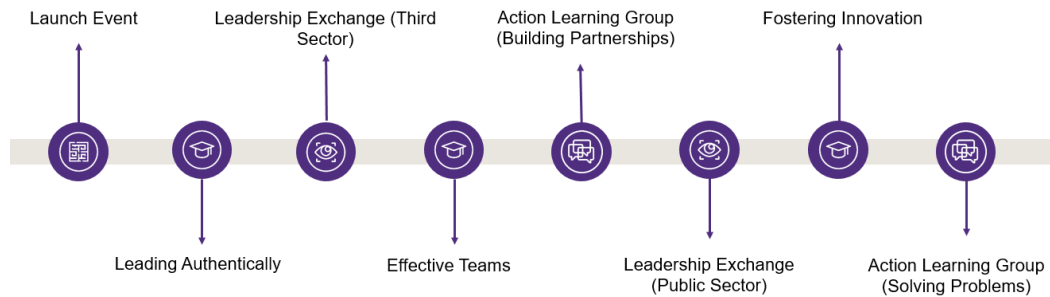 Launch Event
Leadership Exchange (Third
Sector)
Action Learning Group
(Building Partnerships)
Fostering Innovation
Leading Authentically
Effective Teams
Leadership Exchange
(Public Sector)
Action Learning Group
(Solving Problems)